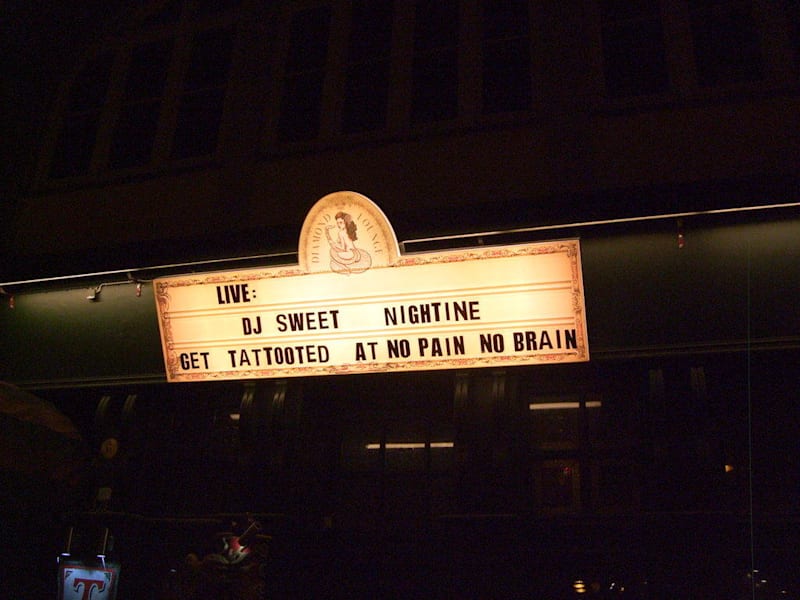 DIAMOND LOUNGE
LIVE:
DJ SWEET NIGHTINE
GET TATTOOTED AT NO PAIN NO BRAIN
T